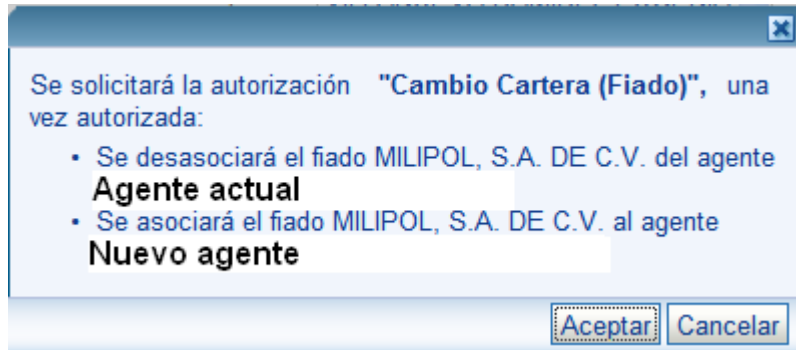 Se solicitará la autorización "Cambio Cartera (Fiado)", una
vez autorizada:
• Se desasociará el fiado MILIPOL, S.A. DE C.V. del agente
Agente actual
• Se asociará el fiado MILIPOL, S.A. DE C.V. al agente
Nuevo agente
Aceptar Cancelar